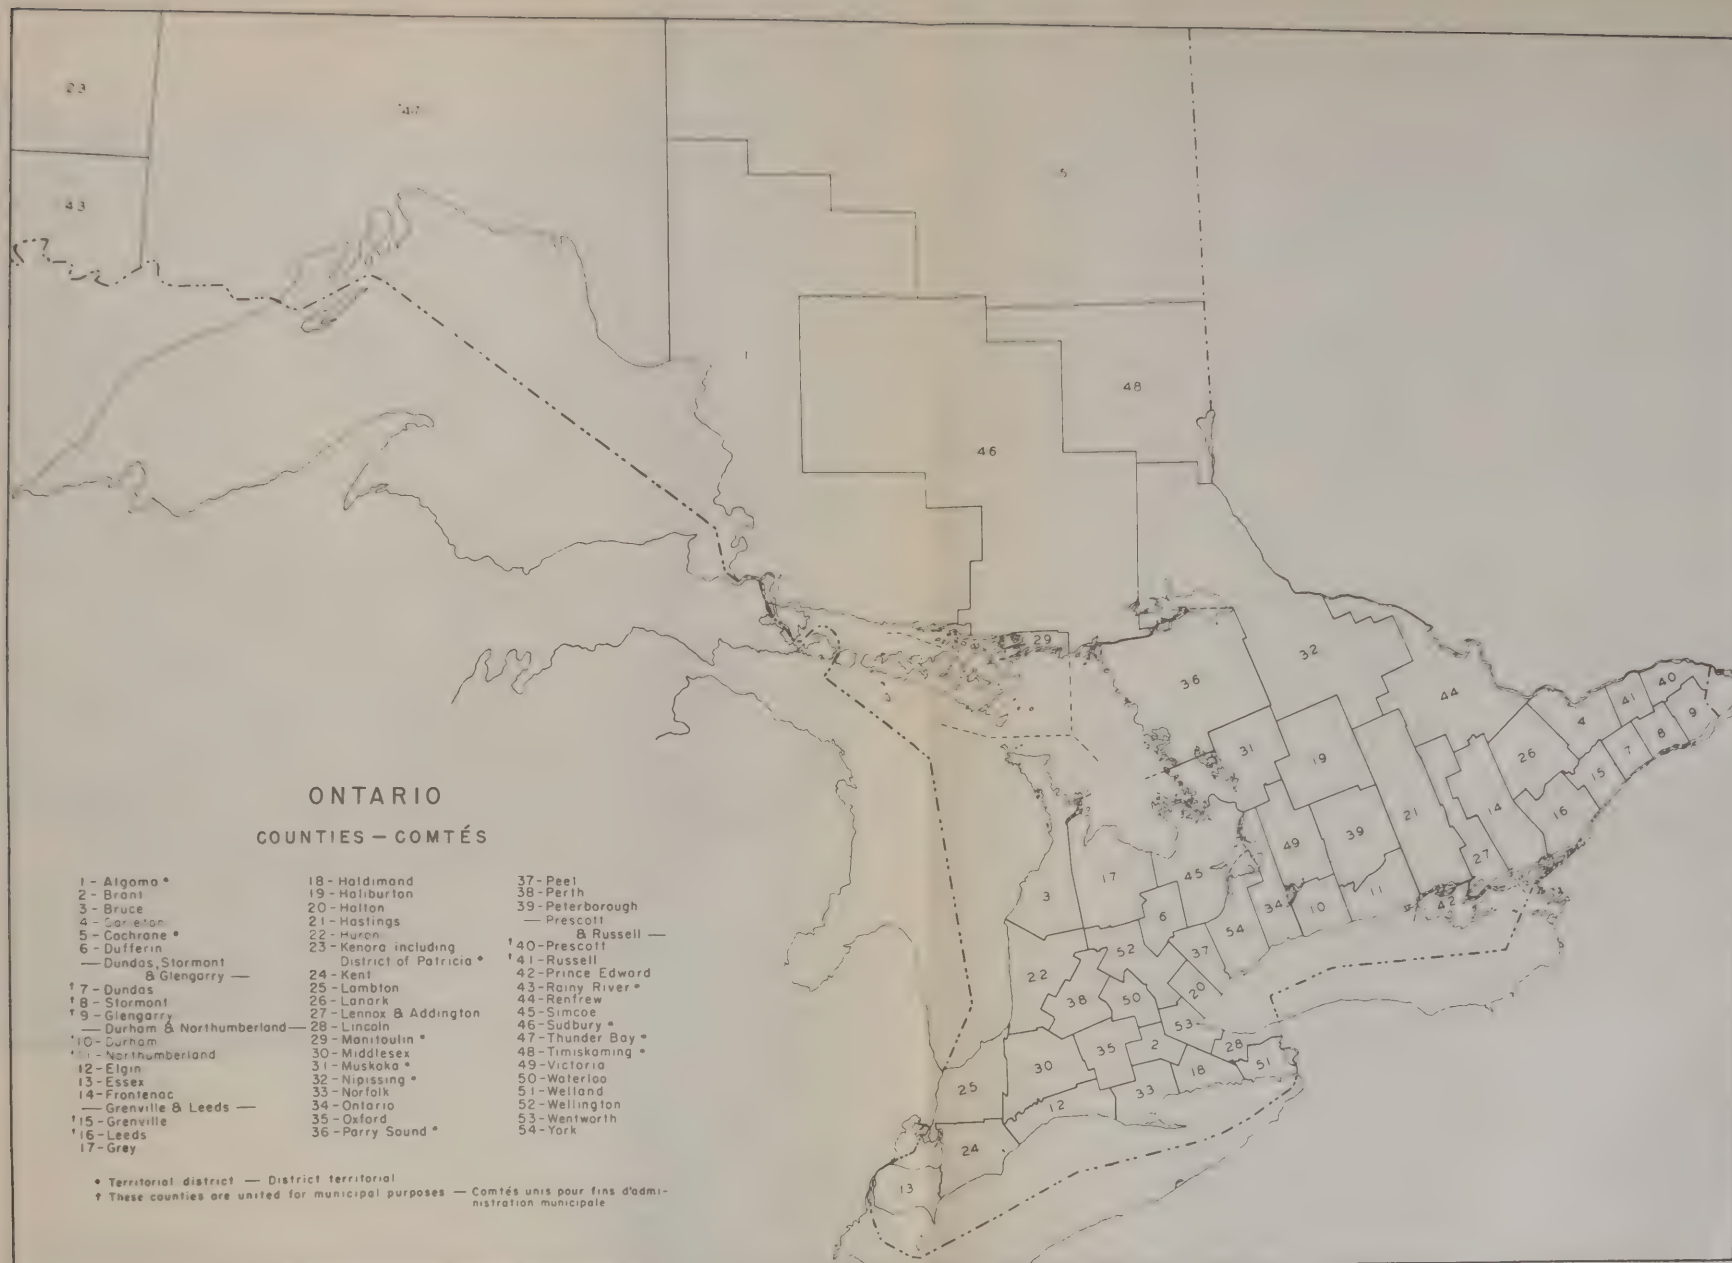 ONTARIO
COUNTIES — COMTÉS
1 - Algoma •
2 - Brant
3 - Bruce
4 - Carleton
5 - Cochrane •
6 - Dufferin
— Dundas, Stormont
& Glengarry —
† 7 - Dundas
† 8 - Stormont
† 9 - Glengarry
— Durham & Northumberland —
† 10 - Durham
† 11 - Northumberland
12 - Elgin
13 - Essex
14 - Frontenac
— Grenville & Leeds —
† 15 - Grenville
† 16 - Leeds
17 - Grey
18 - Haldimand
19 - Haliburton
20 - Halton
21 - Hastings
22 - Huron
23 - Kenora including
District of Patricia •
24 - Kent
25 - Lambton
26 - Lanark
27 - Lennox & Addington
28 - Lincoln
29 - Manitoulin •
30 - Middlesex
31 - Muskoka •
32 - Nipissing •
33 - Norfolk
34 - Ontario
35 - Oxford
36 - Parry Sound •
37 - Peel
38 - Perth
39 - Peterborough
— Prescott
& Russell —
† 40 - Prescott
† 41 - Russell
42 - Prince Edward
43 - Rainy River •
44 - Renfrew
45 - Simcoe
46 - Sudbury •
47 - Thunder Bay •
48 - Timiskaming •
49 - Victoria
50 - Waterloo
51 - Welland
52 - Wellington
53 - Wentworth
54 - York
• Territorial district — District territorial
† These counties are united for municipal purposes — Comtés unis pour fins d'admi-
nistration municipale
23
47
43
5
1
48
46
29
32
36
44
40
41
9
4
8
7
31
19
26
15
16
21
14
39
49
27
45
17
3
6
34
10
11
42
54
52
37
22
38
50
20
53
35
2
28
30
51
18
33
25
12
24
13